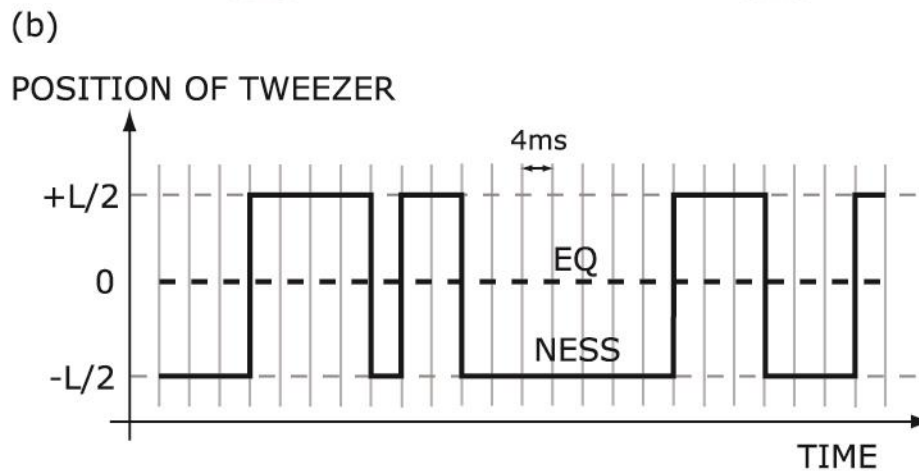 (b)
POSITION OF TWEEZER
4ms
+L/2
EQ
0
NESS
-L/2
TIME